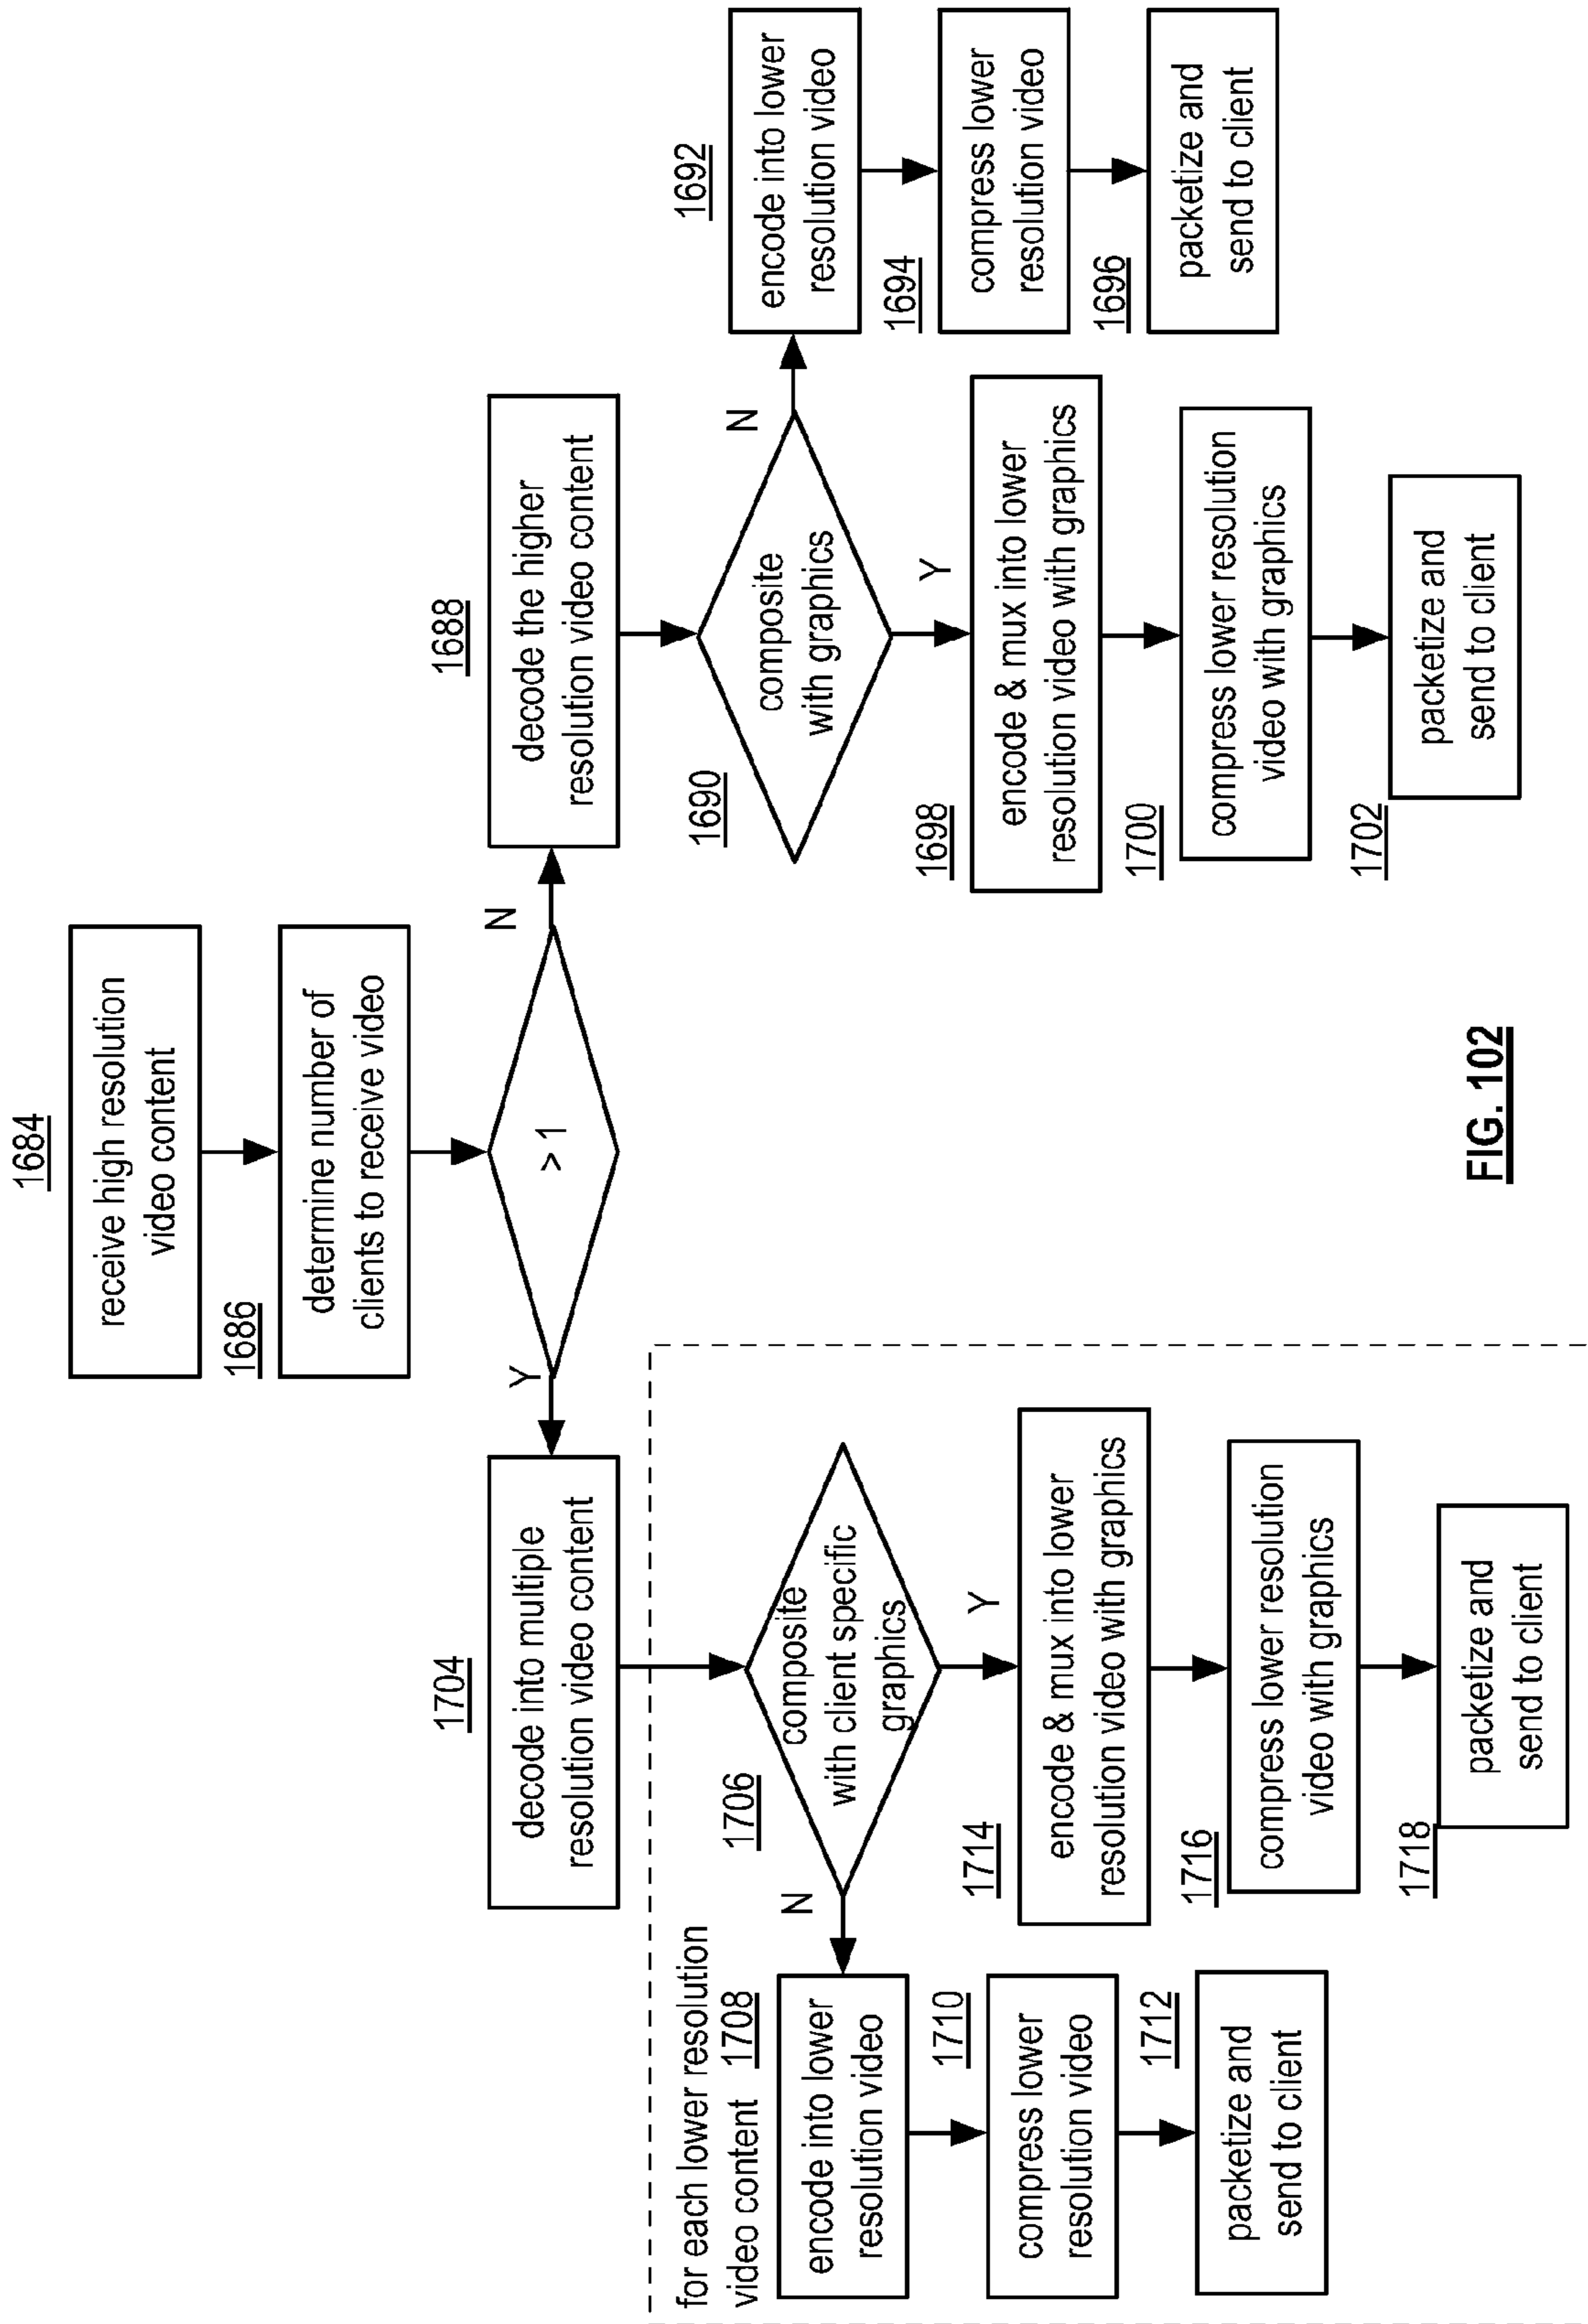 1684
receive high resolution
video content
1686
determine number of
clients to receive video
> 1
N
Y
1688
decode the higher
resolution video content
1690
composite
with graphics
N
Y
1692
encode into lower
resolution video
1694
compress lower
resolution video
1696
packetize and
send to client
1698
encode & mux into lower
resolution video with graphics
1700
compress lower resolution
video with graphics
1702
packetize and
send to client
1704
decode into multiple
resolution video content
for each lower resolution
video content
1706
composite
with client specific
graphics
N
Y
1708
encode into lower
resolution video
1710
compress lower
resolution video
1712
packetize and
send to client
1714
encode & mux into lower
resolution video with graphics
1716
compress lower resolution
video with graphics
1718
packetize and
send to client
FIG. 102